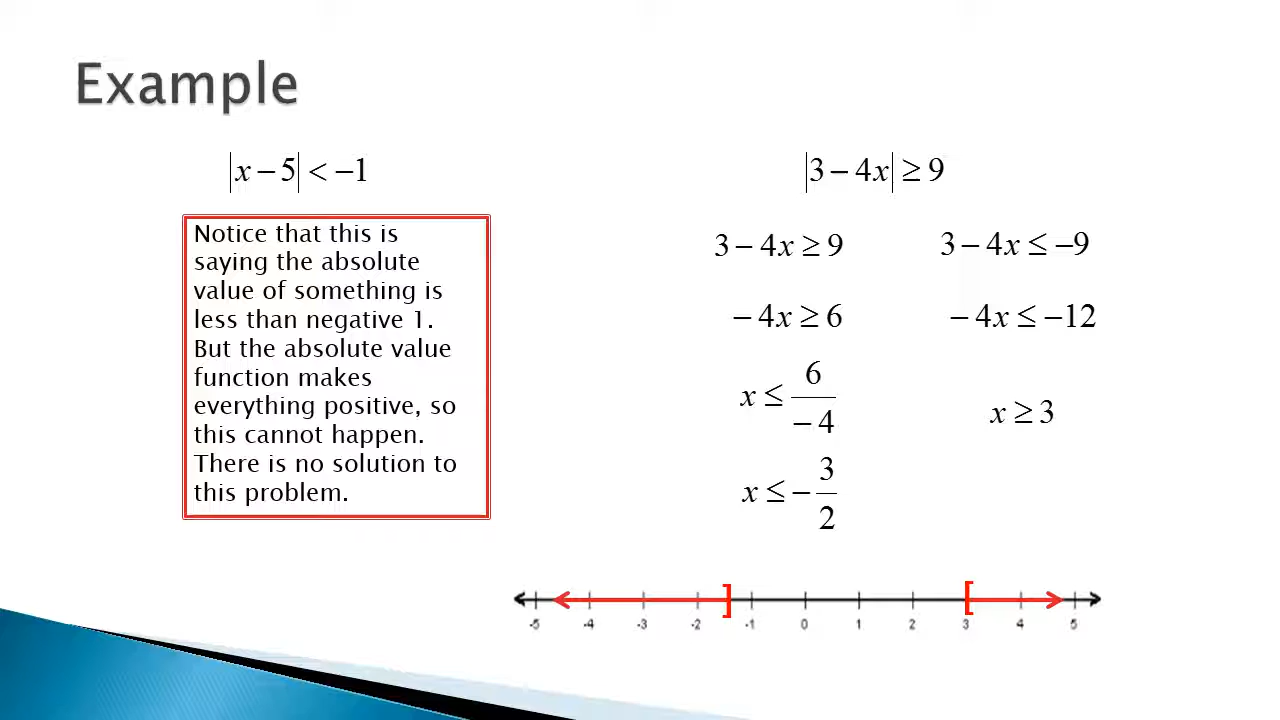 Example
|x − 5| < −1
Notice that this is
saying the absolute
value of something is
less than negative 1.
But the absolute value
function makes
everything positive, so
this cannot happen.
There is no solution to
this problem.
|3 − 4x| ≥ 9
3 − 4x ≥ 9
3 − 4x ≤ −9
− 4x ≥ 6
− 4x ≤ −12
x ≤ 6/−4
x ≥ 3
x ≤ −3/2
-5 -4 -3 -2 -1 0 1 2 3 4 5